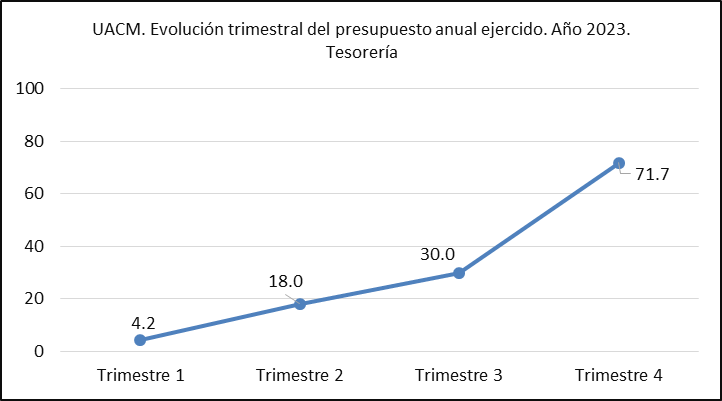 UACM. Evolución trimestral del presupuesto anual ejercido. Año 2023.
Tesorería
100
80
60
40
20
0
4.2
18.0
30.0
71.7
Trimestre 1
Trimestre 2
Trimestre 3
Trimestre 4